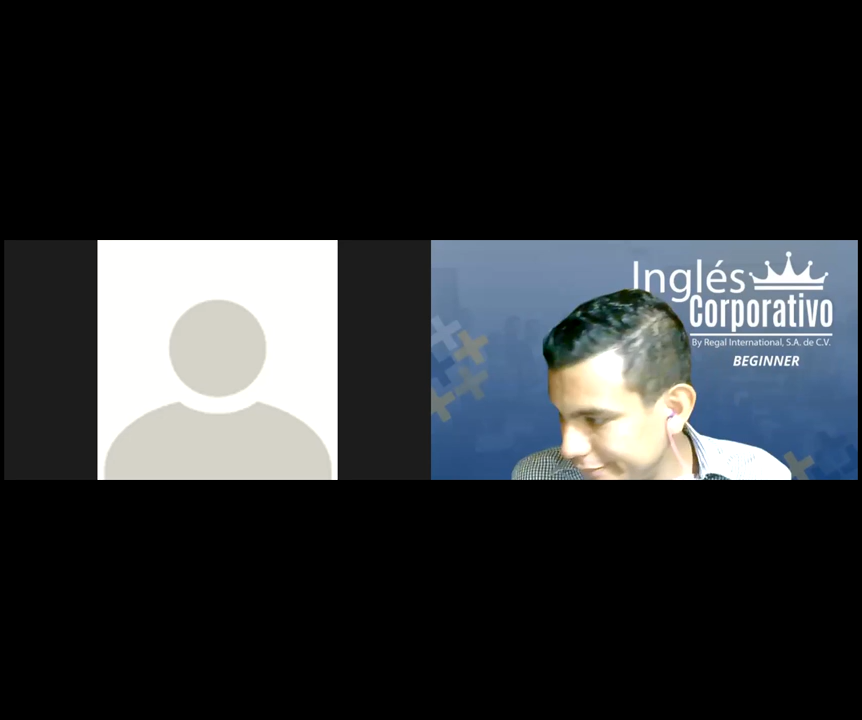 Inglés
Corporativo
By Regal International, S.A. de C.V.
BEGINNER